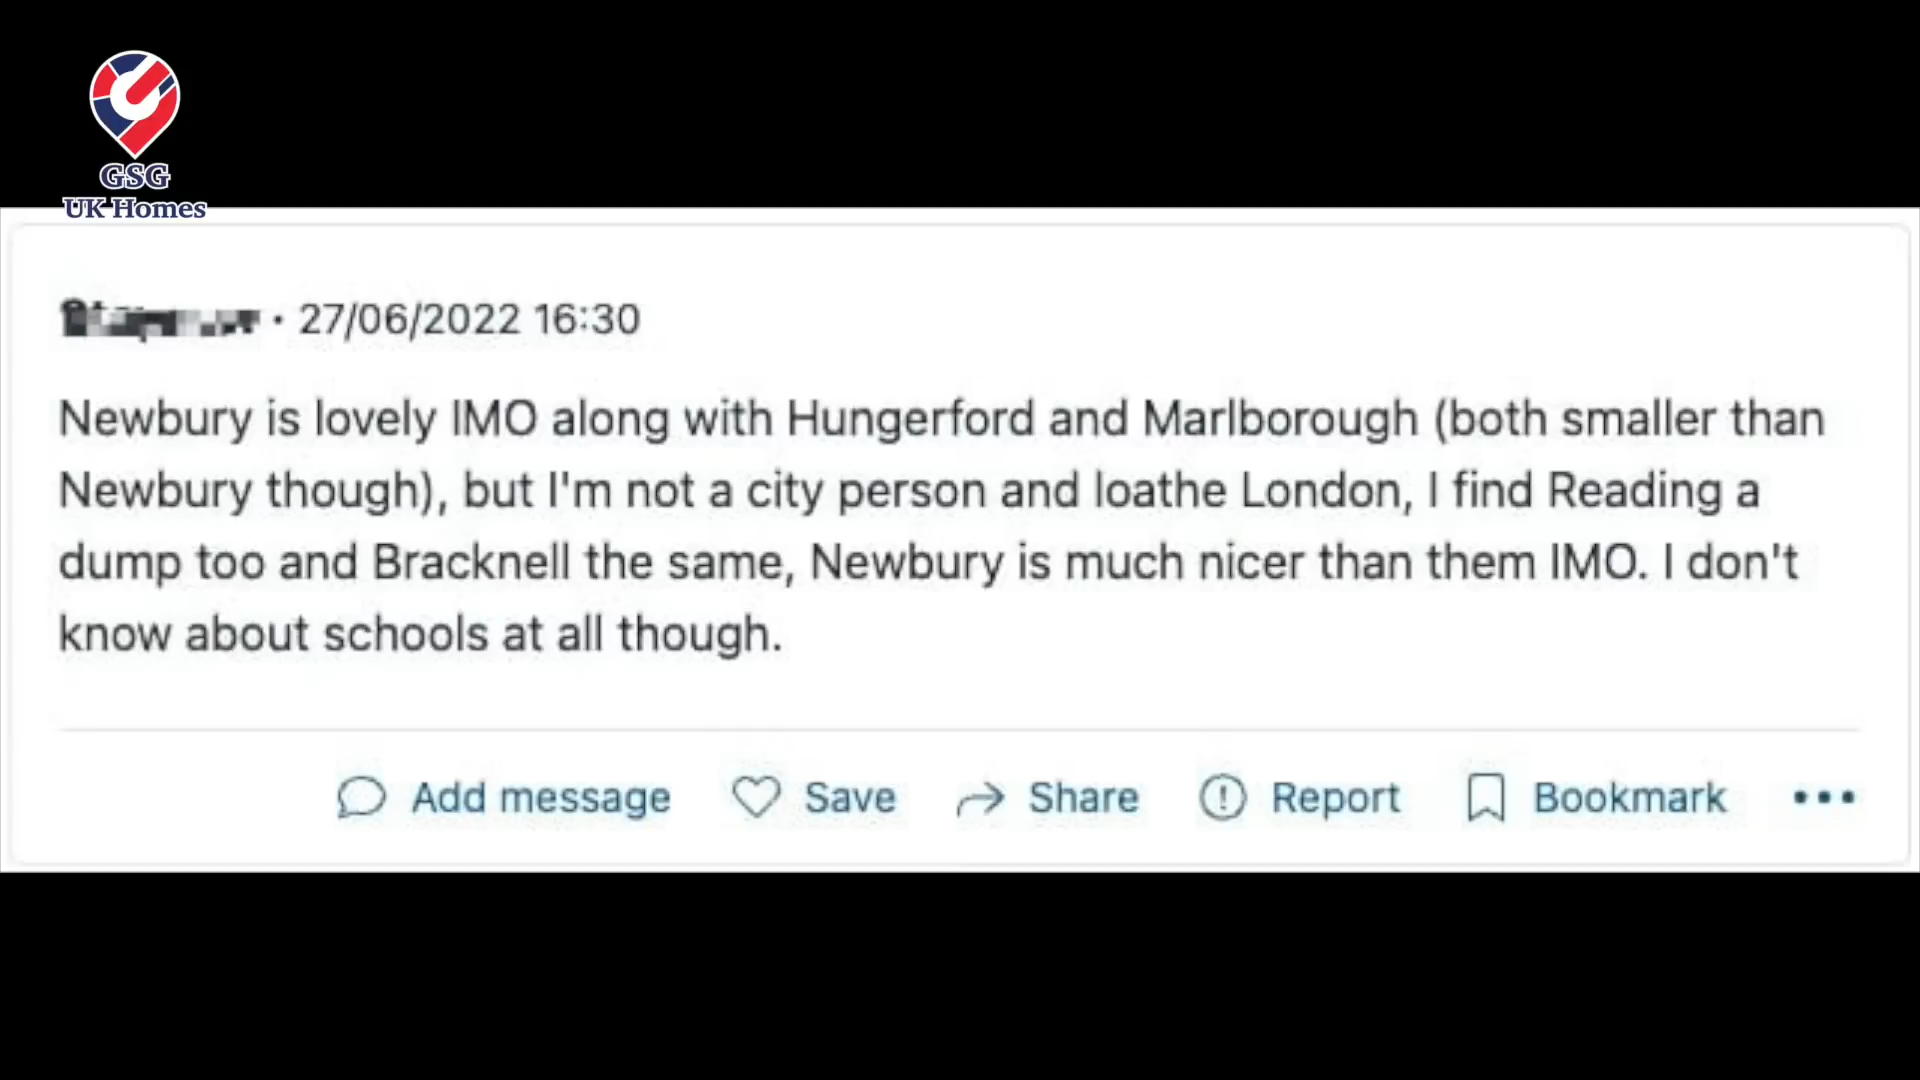 GSG
UK Homes
· 27/06/2022 16:30
Newbury is lovely IMO along with Hungerford and Marlborough (both smaller than
Newbury though), but I'm not a city person and loathe London, I find Reading a
dump too and Bracknell the same, Newbury is much nicer than them IMO. I don't
know about schools at all though.
Add message Save Share Report Bookmark •••